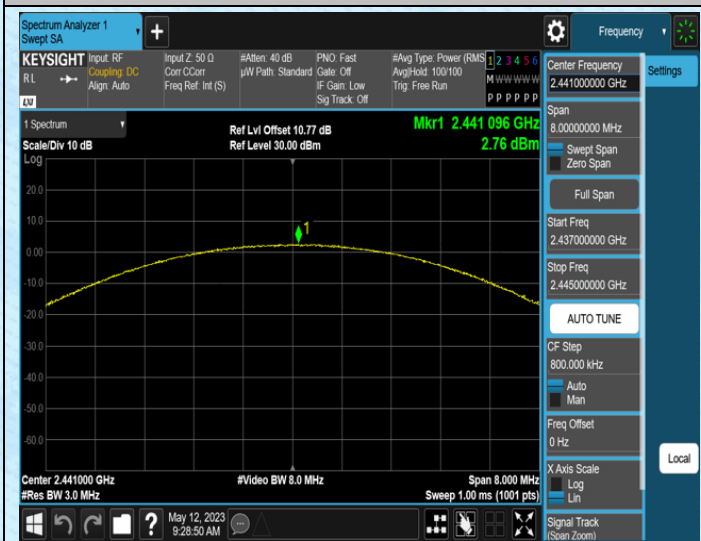 Spectrum Analyzer 1
Swept SA
Frequency
KEYSIGHT
RL
LXI
Input: RF
Coupling: DC
Align: Auto
Input Z: 50 Ω
Corr CCorr
Freq Ref: Int (S)
#Atten: 40 dB
µW Path: Standard
PNO: Fast
Gate: Off
IF Gain: Low
Sig Track: Off
#Avg Type: Power (RMS
Avg|Hold: 100/100
Trig: Free Run
1 2 3 4 5 6
M W W W W W
P P P P P P
1 Spectrum
Scale/Div 10 dB
Ref Lvl Offset 10.77 dB
Ref Level 30.00 dBm
Mkr1 2.441 096 GHz
2.76 dBm
Log
20.0
10.0
0.00
-10.0
-20.0
-30.0
-40.0
-50.0
-60.0
1
Center 2.441000 GHz
#Res BW 3.0 MHz
#Video BW 8.0 MHz
Span 8.000 MHz
Sweep 1.00 ms (1001 pts)
Center Frequency
2.441000000 GHz
Span
8.00000000 MHz
Swept Span
Zero Span
Full Span
Start Freq
2.437000000 GHz
Stop Freq
2.445000000 GHz
AUTO TUNE
CF Step
800.000 kHz
Auto
Man
Freq Offset
0 Hz
X Axis Scale
Log
Lin
Signal Track
(Span Zoom)
Settings
Local
?
May 12, 2023
9:28:50 AM